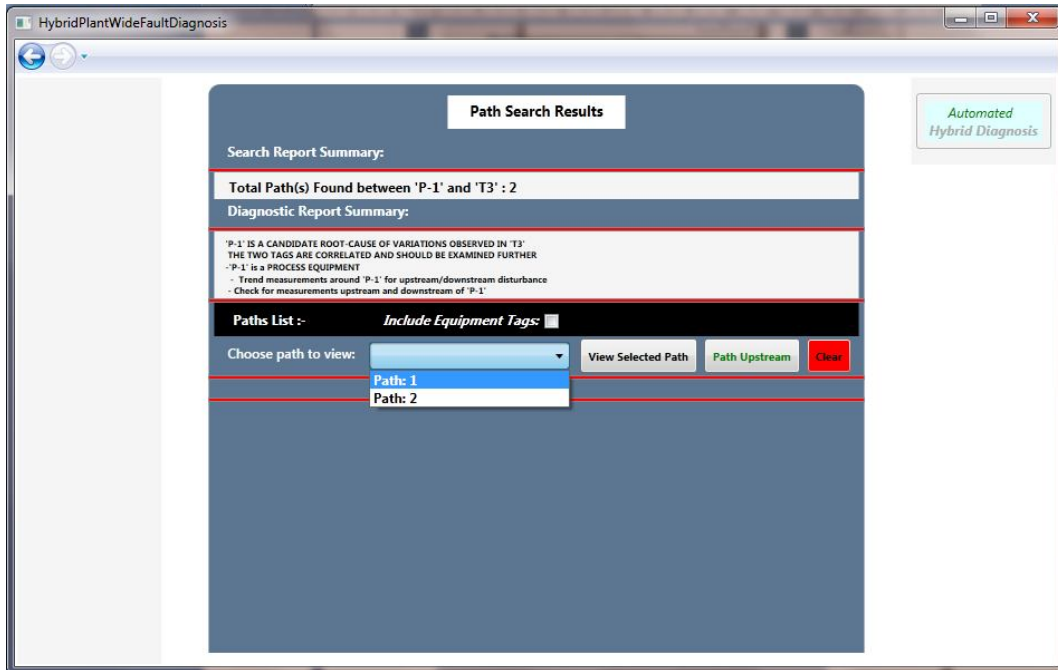 HybridPlantWideFaultDiagnosis
Path Search Results
Automated
Hybrid Diagnosis
Search Report Summary:
Total Path(s) Found between 'P-1' and 'T3' : 2
Diagnostic Report Summary:
'P-1' IS A CANDIDATE ROOT-CAUSE OF VARIATIONS OBSERVED IN 'T3'
THE TWO TAGS ARE CORRELATED AND SHOULD BE EXAMINED FURTHER
-'P-1' is a PROCESS EQUIPMENT
- Trend measurements around 'P-1' for upstream/downstream disturbance
- Check for measurements upstream and downstream of 'P-1'
Paths List :- Include Equipment Tags:
Choose path to view: View Selected Path Path Upstream Clear
Path: 1
Path: 2